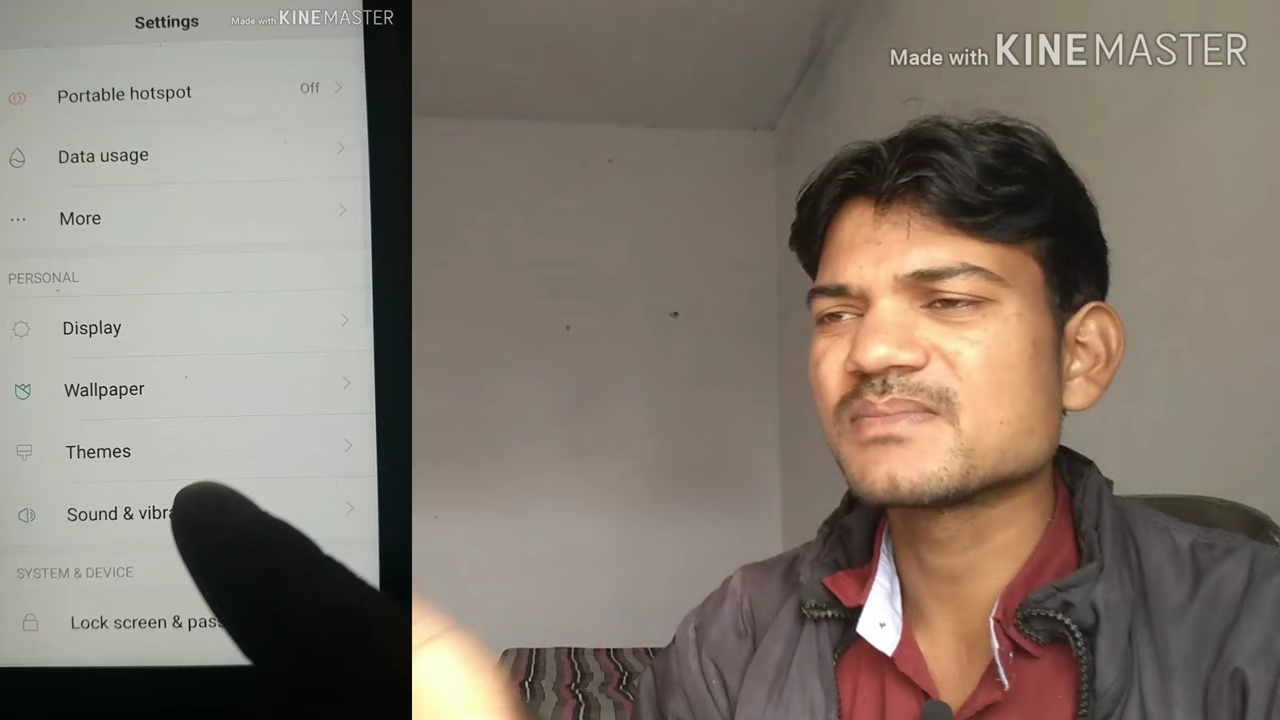 Settings
Made with KINEMASTER
Portable hotspot Off
Data usage
More
PERSONAL
Display
Wallpaper
Themes
Sound & vibra
SYSTEM & DEVICE
Lock screen & pass
Made with KINEMASTER